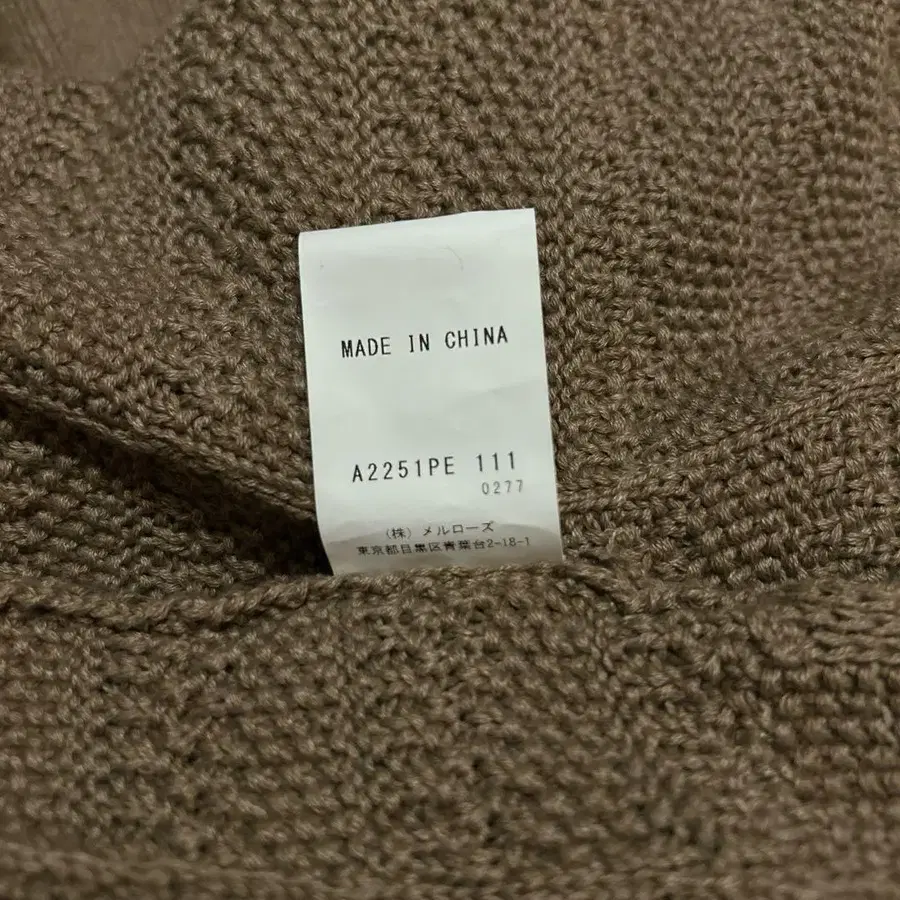 MADE IN CHINA
A2251PE 111
0277
(株) メルローズ
東京都目黒区青葉台2-18-1